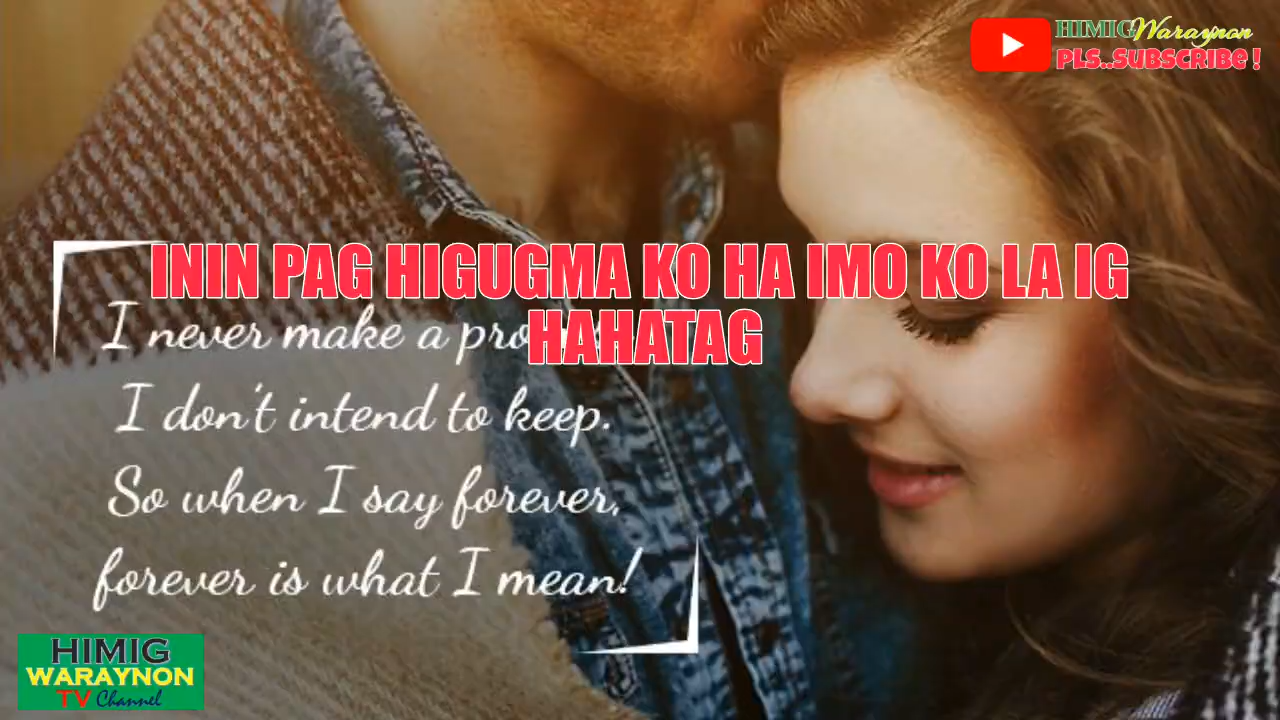 HIMIG Waraynon
PLS..SUBSCRIBE !
ININ PAG HIGUGMA KO HA IMO KO LA IG
HAHATAG
I never make a pro
I don't intend to keep.
So when I say forever,
forever is what I mean!
HIMIG
WARAYNON
TV Channel